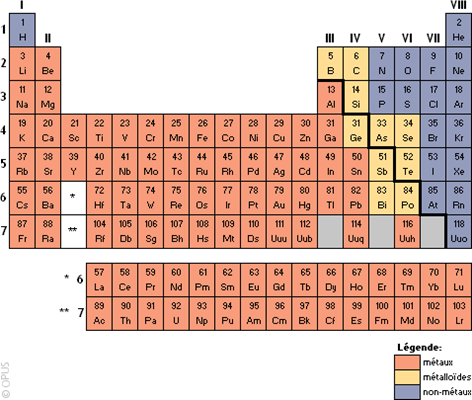 I VIII
1 1 2
H He
II III IV V VI VII
2 3 4 5 6 7 8 9 10
Li Be B C N O F Ne
3 11 12 13 14 15 16 17 18
Na Mg Al Si P S Cl Ar
4 19 20 21 22 23 24 25 26 27 28 29 30 31 31 33 34 35 36
K Ca Sc Ti V Cr Mn Fe Co Ni Cu Zn Ga Ge As Se Br Kr
5 37 38 39 40 41 42 43 44 45 46 47 48 49 50 51 52 53 54
Rb Sr Y Zr Nb Mo Tc Ru Rh Pd Ag Cd In Sn Sb Te I Xe
6 55 56 * 72 73 74 75 76 77 78 79 80 81 82 83 84 85 86
Cs Ba Hf Ta W Re Os Ir Pt Au Hg Tl Pb Bi Po At Rn
7 87 88 ** 104 105 106 107 108 109 110 111 112 114 116 118
Fr Ra Rf Db Sg Bh Hs Mt Ds Uuu Uub Uuq Uuh Uuo
* 6 57 58 59 60 61 62 63 64 65 66 67 68 69 70 71
La Ce Pr Nd Pm Sm Eu Gd Tb Dy Ho Er Tm Yb Lu
** 7 89 90 91 92 93 94 95 96 97 98 99 100 101 102 103
Ac Th Pa U Np Pu Am Cm Bk Cf Es Fm Md No Lr
Légende:
métaux
métalloïdes
non-métaux
© OPUS